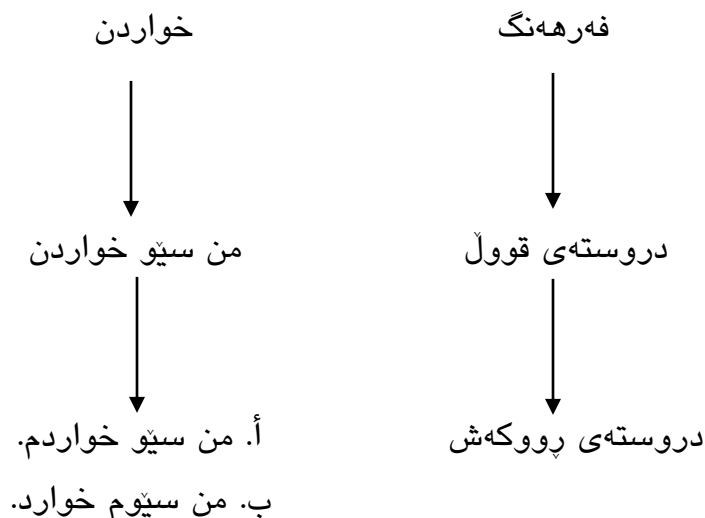 فەرهەنگ
خواردن
دروستەی قووڵ
من سێو خواردن
دروستەی ڕووکەش
أ. من سێو خواردم.
ب. من سێوم خوارد.